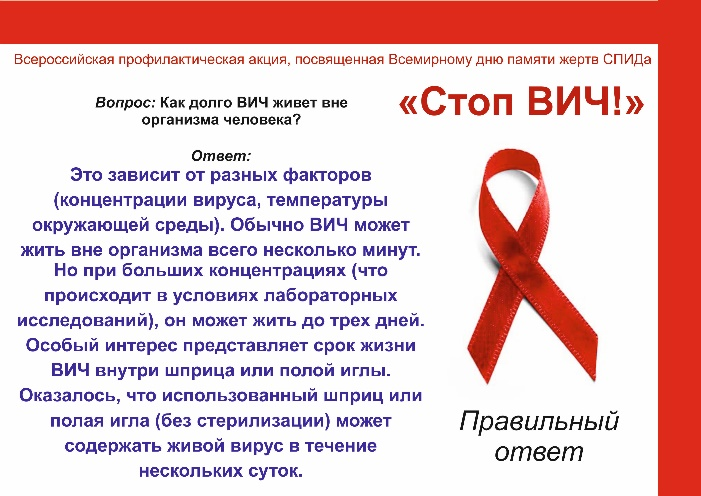 Всероссийская профилактическая акция, посвященная Всемирному дню памяти жертв СПИДа
«Стоп ВИЧ!»
Вопрос: Как долго ВИЧ живет вне
организма человека?
Ответ:
Это зависит от разных факторов
(концентрации вируса, температуры
окружающей среды). Обычно ВИЧ может
жить вне организма всего несколько минут.
Но при больших концентрациях (что
происходит в условиях лабораторных
исследований), он может жить до трех дней.
Особый интерес представляет срок жизни
ВИЧ внутри шприца или полой иглы.
Оказалось, что использованный шприц или
полая игла (без стерилизации) может
содержать живой вирус в течение
нескольких суток.
Правильный
ответ